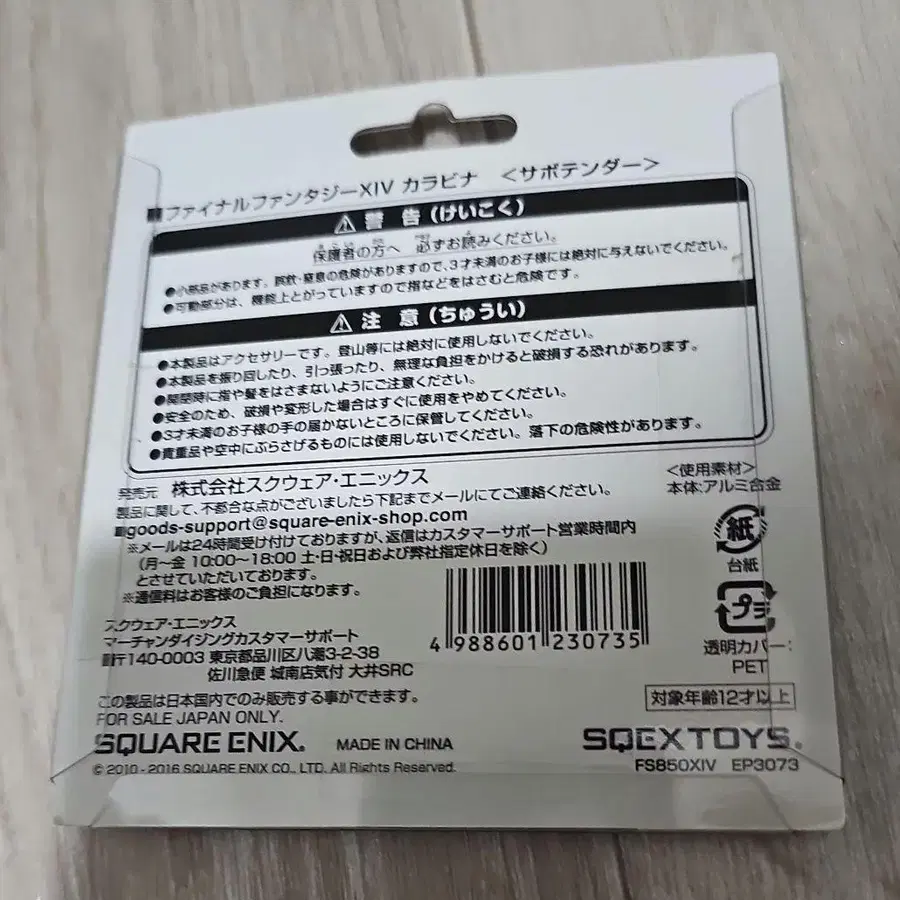 ■ファイナルファンタジーXIV カラビナ <サボテンダー>
⚠警 告(けいこく)
保護者の方へ 必ずお読みください。
●小部品があります。誤飲・窒息の危険がありますので、3才未満のお子様には絶対に与えないでください。
●可動部分は、機能上とがっていますので指などをはさむと危険です。
⚠注 意(ちゅうい)
●本製品はアクセサリーです。登山等には絶対に使用しないでください。
●本製品を振り回したり、引っ張ったり、無理な負担をかけると破損する恐れがあります。
●開閉時に指や髪をはさまないようにご注意ください。
●安全のため、破損や変形した場合はすぐに使用をやめてください。
●3才未満のお子様の手の届かないところに保管してください。
●貴重品や空中にぶらさげるものには使用しないでください。落下の危険性があります。
発売元 株式会社スクウェア・エニックス
製品に関して、不都合な点がございましたら下記までメールにてご連絡ください。
■goods-support@square-enix-shop.com
※メールは24時間受け付けておりますが、返信はカスタマーサポート営業時間内
(月〜金 10:00〜18:00 土・日・祝日および弊社指定休日を除く)
とさせていただいております。
※通信料はお客様のご負担になります。
スクウェア・エニックス
マーチャンダイジングカスタマーサポート
■〒140-0003 東京都品川区八潮3-2-38
佐川急便 城南店気付 大井SRC
<使用素材>
本体:アルミ合金
紙
台紙
プラ
透明カバー:
PET
4 988601 230735
対象年齢12才以上
この製品は日本国内でのみ販売する事ができます。
FOR SALE JAPAN ONLY.
SQUARE ENIX. MADE IN CHINA
© 2010 - 2016 SQUARE ENIX CO., LTD. All Rights Reserved.
SQEXTOYS.
FS850XIV EP3073